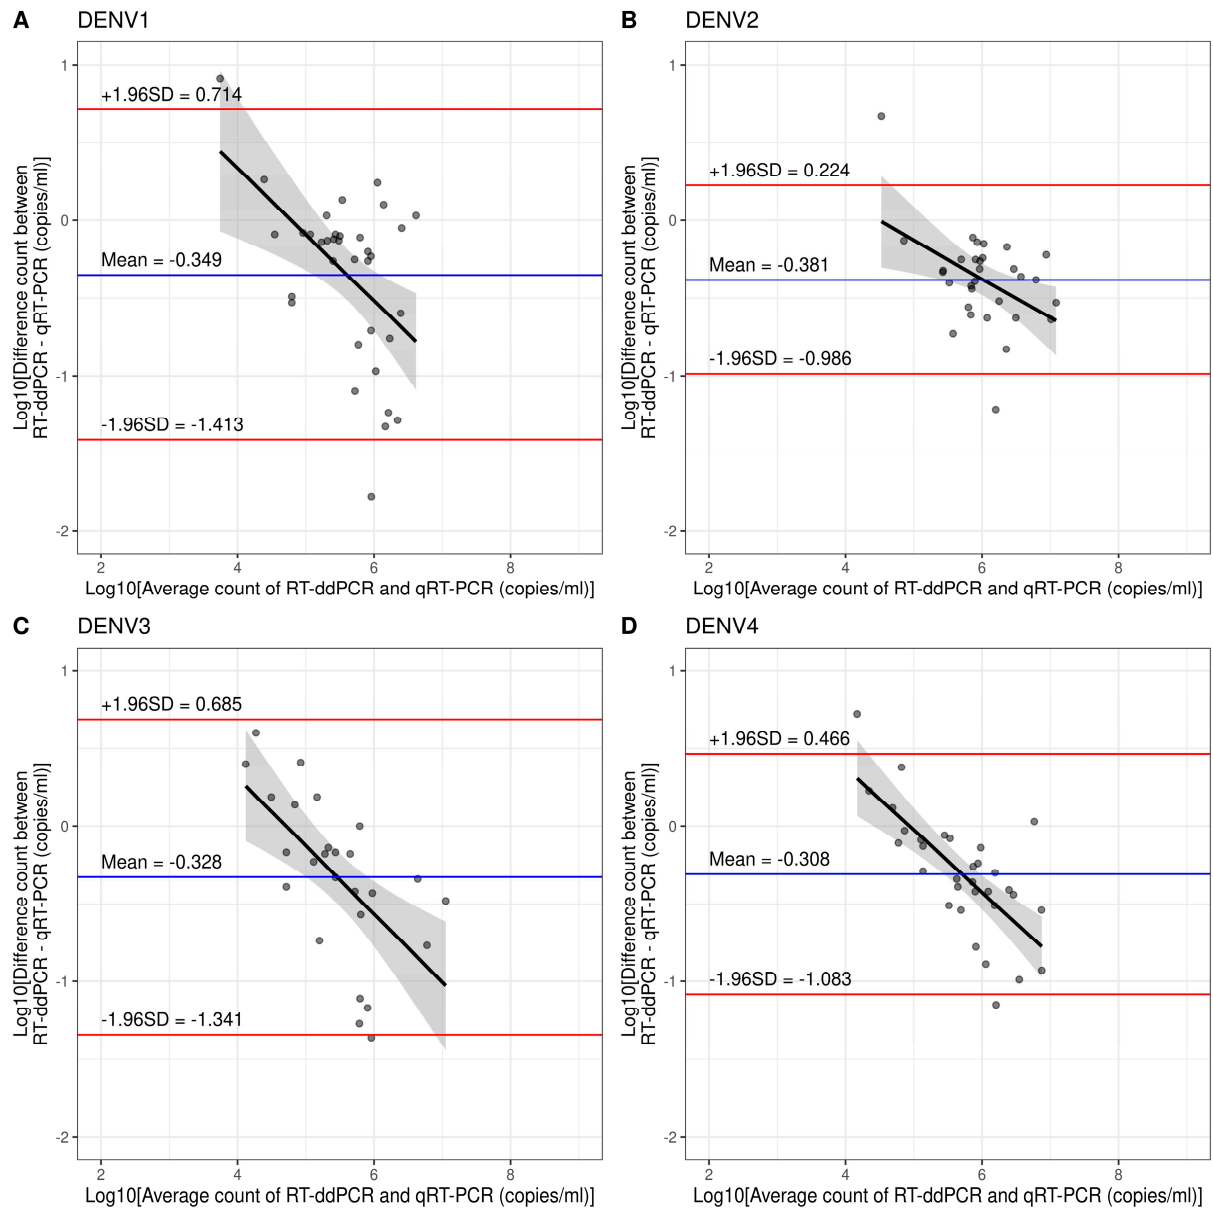 A DENV1
Log10[Difference count between
RT-ddPCR - qRT-PCR (copies/ml)]
1
0
-1
-2
+1.96SD = 0.714
Mean = -0.349
-1.96SD = -1.413
2 4 6 8
Log10[Average count of RT-ddPCR and qRT-PCR (copies/ml)]
B DENV2
Log10[Difference count between
RT-ddPCR - qRT-PCR (copies/ml)]
1
0
-1
-2
+1.96SD = 0.224
Mean = -0.381
-1.96SD = -0.986
2 4 6 8
Log10[Average count of RT-ddPCR and qRT-PCR (copies/ml)]
C DENV3
Log10[Difference count between
RT-ddPCR - qRT-PCR (copies/ml)]
1
0
-1
-2
+1.96SD = 0.685
Mean = -0.328
-1.96SD = -1.341
2 4 6 8
Log10[Average count of RT-ddPCR and qRT-PCR (copies/ml)]
D DENV4
Log10[Difference count between
RT-ddPCR - qRT-PCR (copies/ml)]
1
0
-1
-2
+1.96SD = 0.466
Mean = -0.308
-1.96SD = -1.083
2 4 6 8
Log10[Average count of RT-ddPCR and qRT-PCR (copies/ml)]